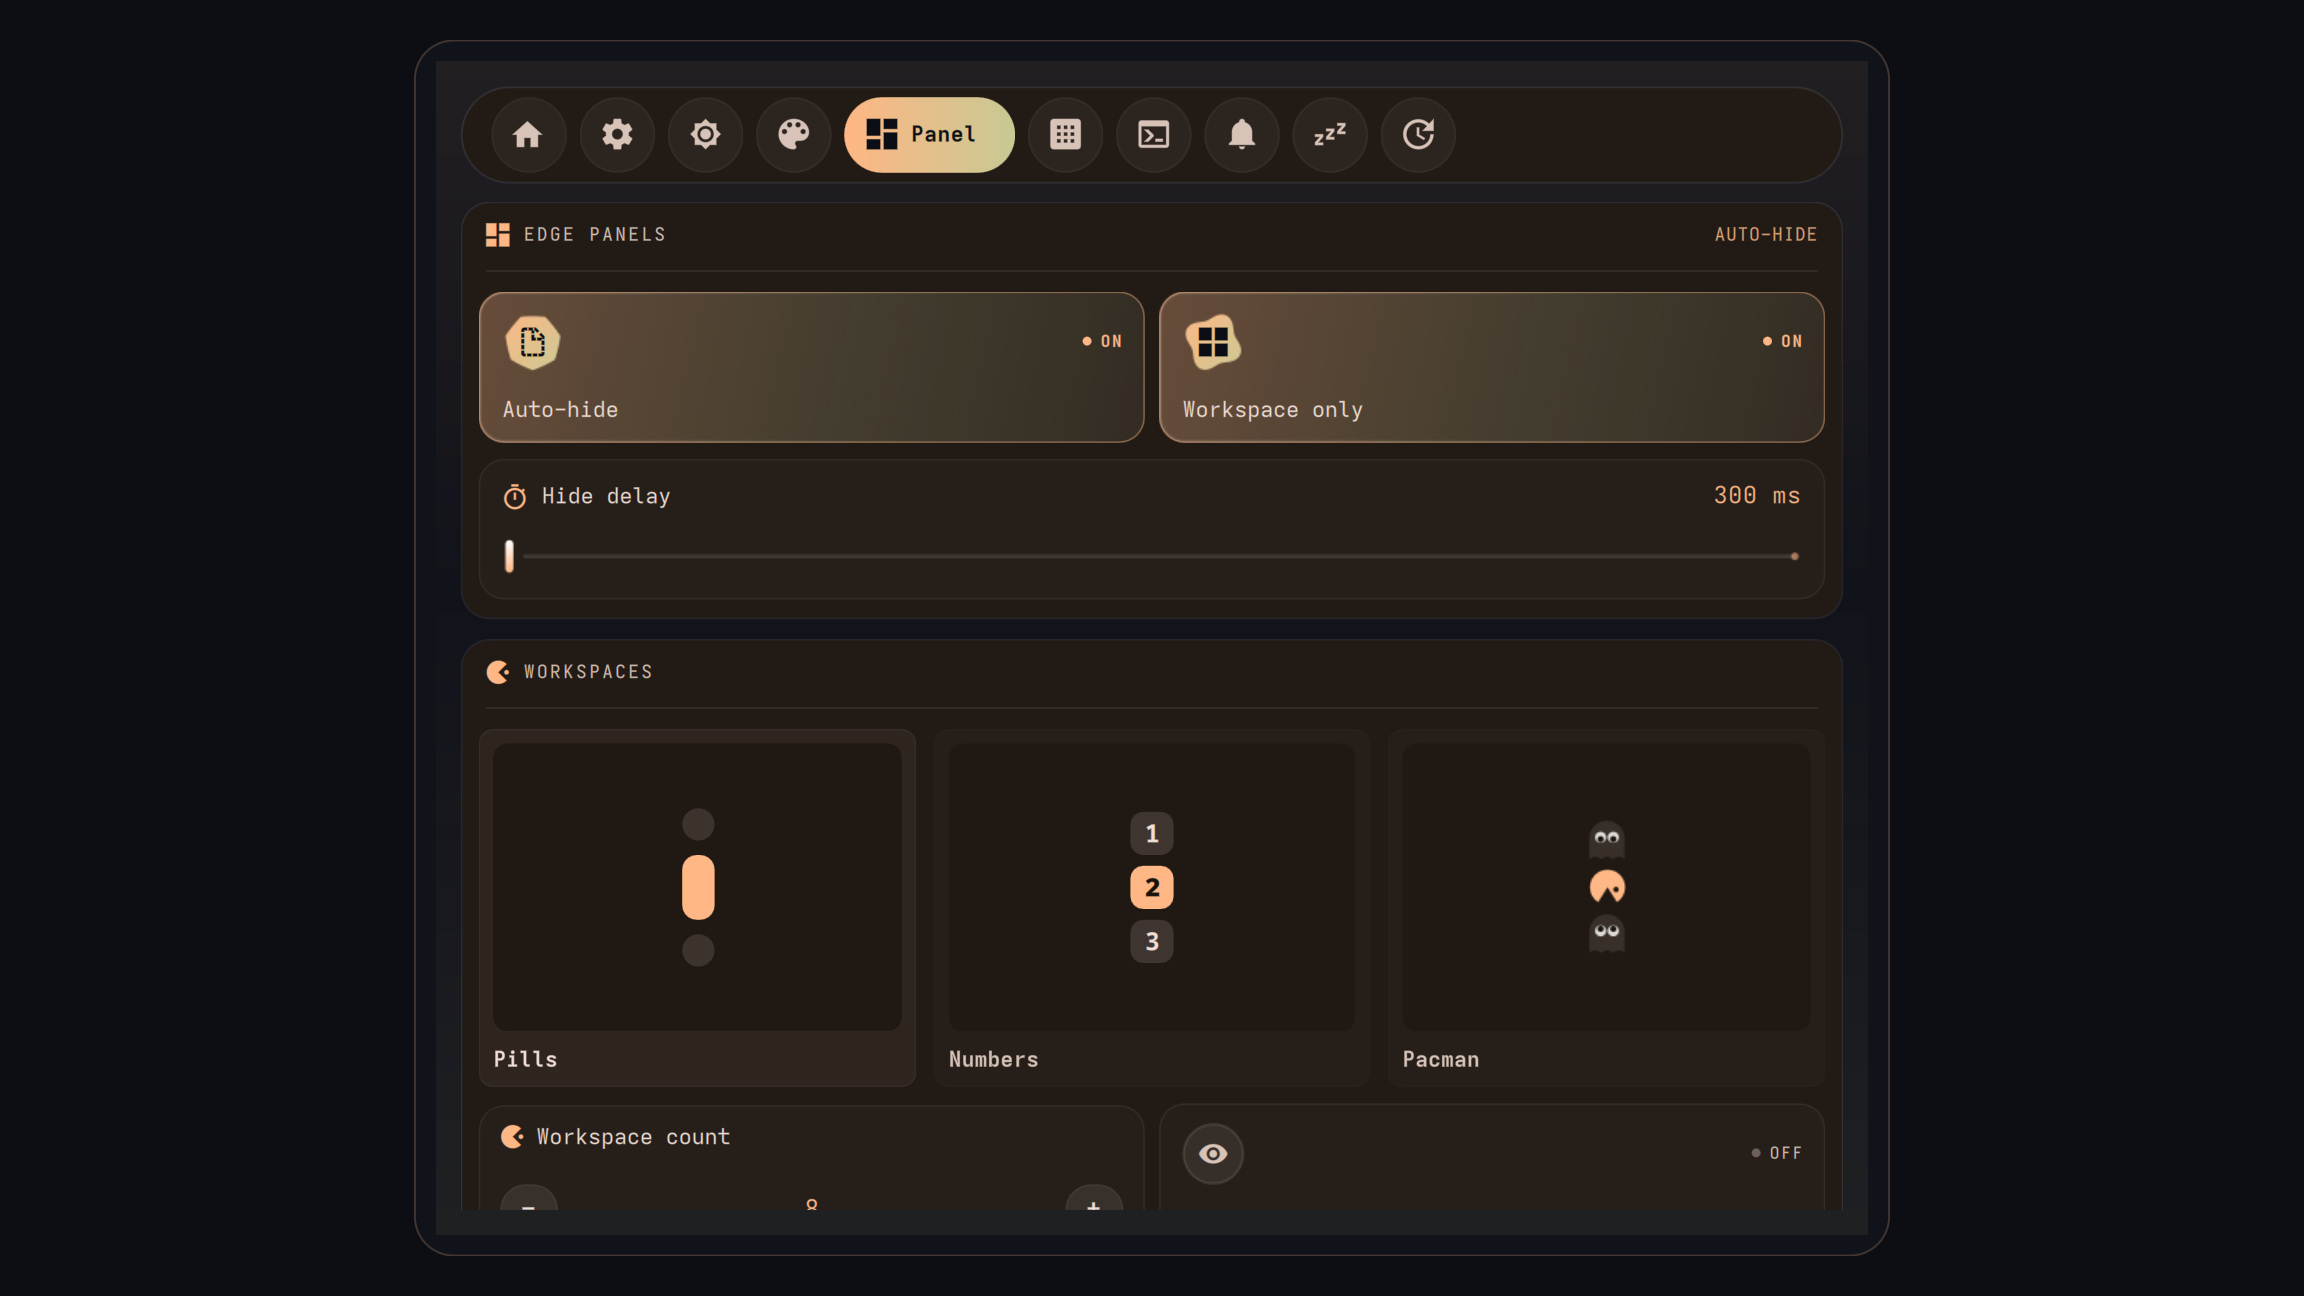 Panel
EDGE PANELS
AUTO-HIDE
ON
Auto-hide
ON
Workspace only
Hide delay
300 ms
WORKSPACES
1
2
3
Pills
Numbers
Pacman
Workspace count
OFF